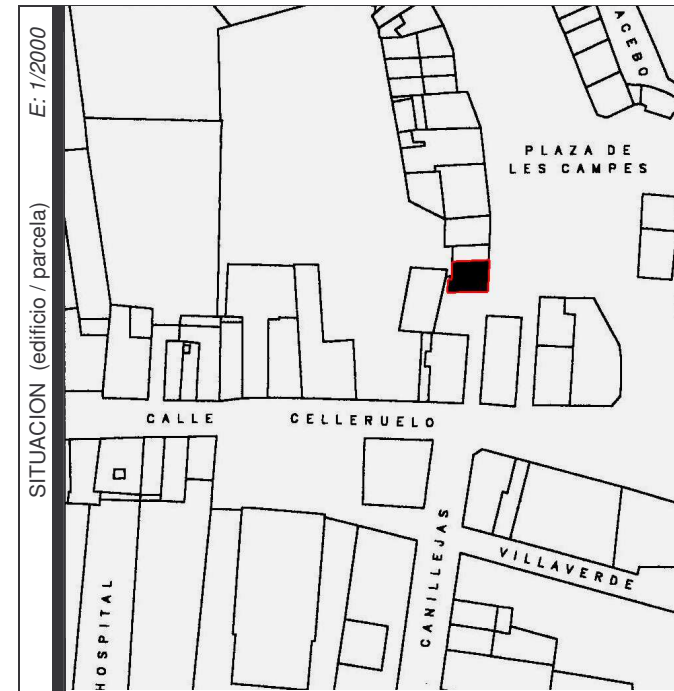 SITUACION (edificio / parcela) E: 1/2000
ACEBO
PLAZA DE
LES CAMPES
CALLE CELLERUELO
CANILLEJAS
VILLAVERDE
HOSPITAL